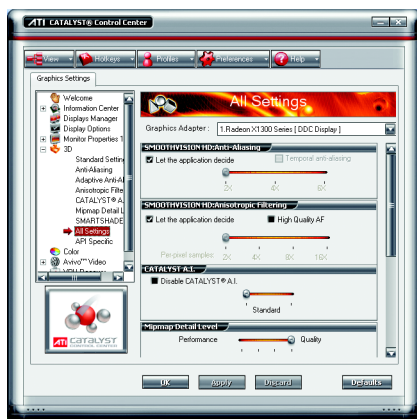 ATI CATALYST® Control Center
View Hotkeys Profiles Preferences Help
Graphics Settings
Welcome
Information Center
Displays Manager
Display Options
Monitor Properties 1
3D
Standard Settin
Anti-Aliasing
Adaptive Anti-Al
Anisotropic Filte
CATALYST® A.
Mipmap Detail L
SMARTSHADE
All Settings
API Specific
Color
Avivo™ Video
VPU Recover
ATI CATALYST
CONTROL CENTER
All Settings
Graphics Adapter : 1.Radeon X1300 Series [ DDC Display ]
SMOOTHVISION HD:Anti-Aliasing
Let the application decide Temporal anti-aliasing
2X 4X 6X
SMOOTHVISION HD:Anisotropic Filtering
Let the application decide High Quality AF
Per-pixel samples: 2X 4X 8X 16X
CATALYST A.I.
Disable CATALYST® A.I.
Standard
Mipmap Detail Level
Performance Quality
OK Apply Discard Defaults